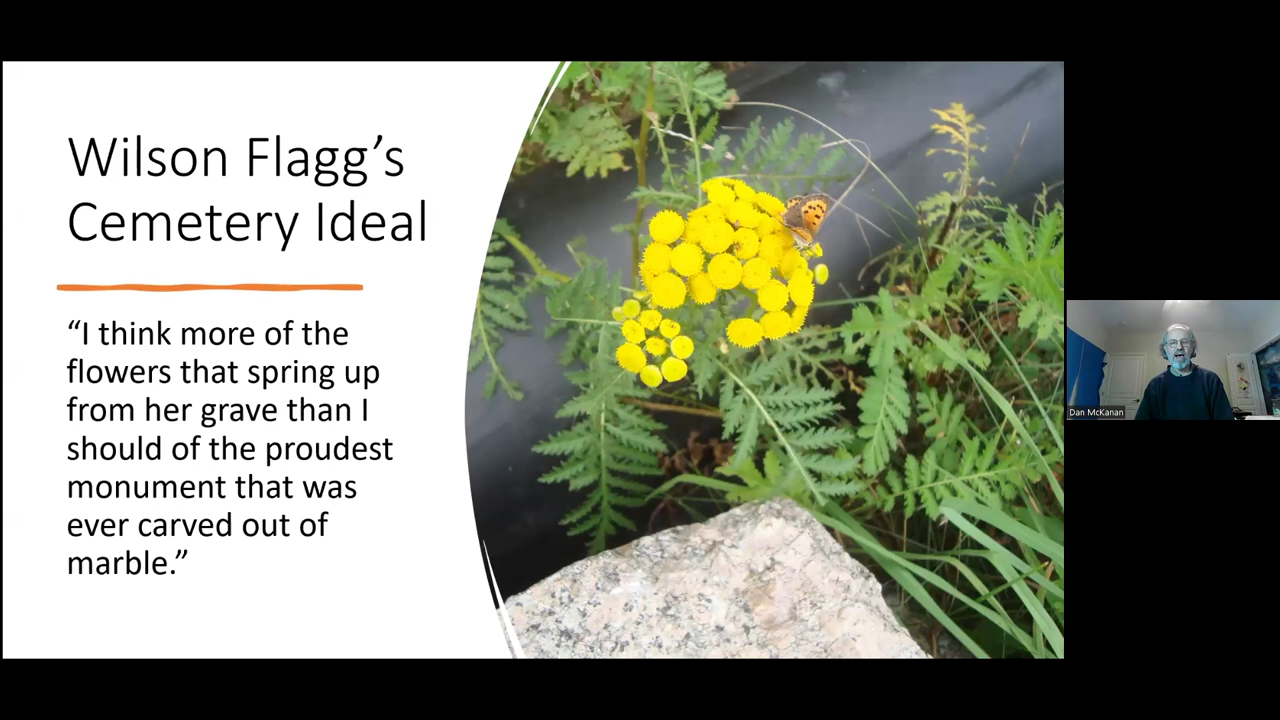 Wilson Flagg’s
Cemetery Ideal
“I think more of the
flowers that spring up
from her grave than I
should of the proudest
monument that was
ever carved out of
marble.”
Dan McKanan